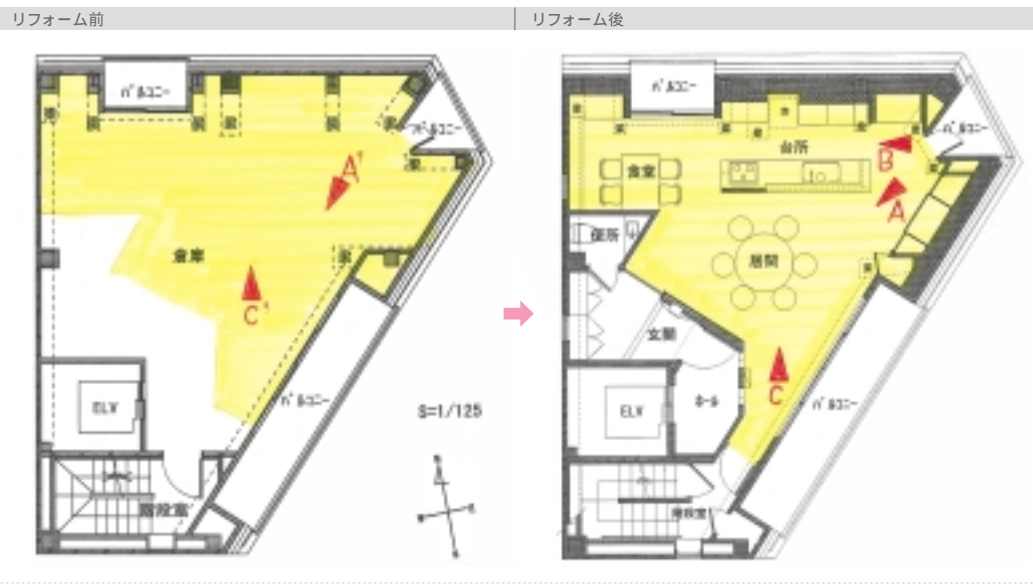 リフォーム前
リフォーム後
バルコニー
バルコニー
A'
倉庫
C'
ELV
バルコニー
S=1/125
階段室
バルコニー
台所
バルコニー
B
食堂
A
便所
居間
玄関
C
ELV
ホール
バルコニー
階段室